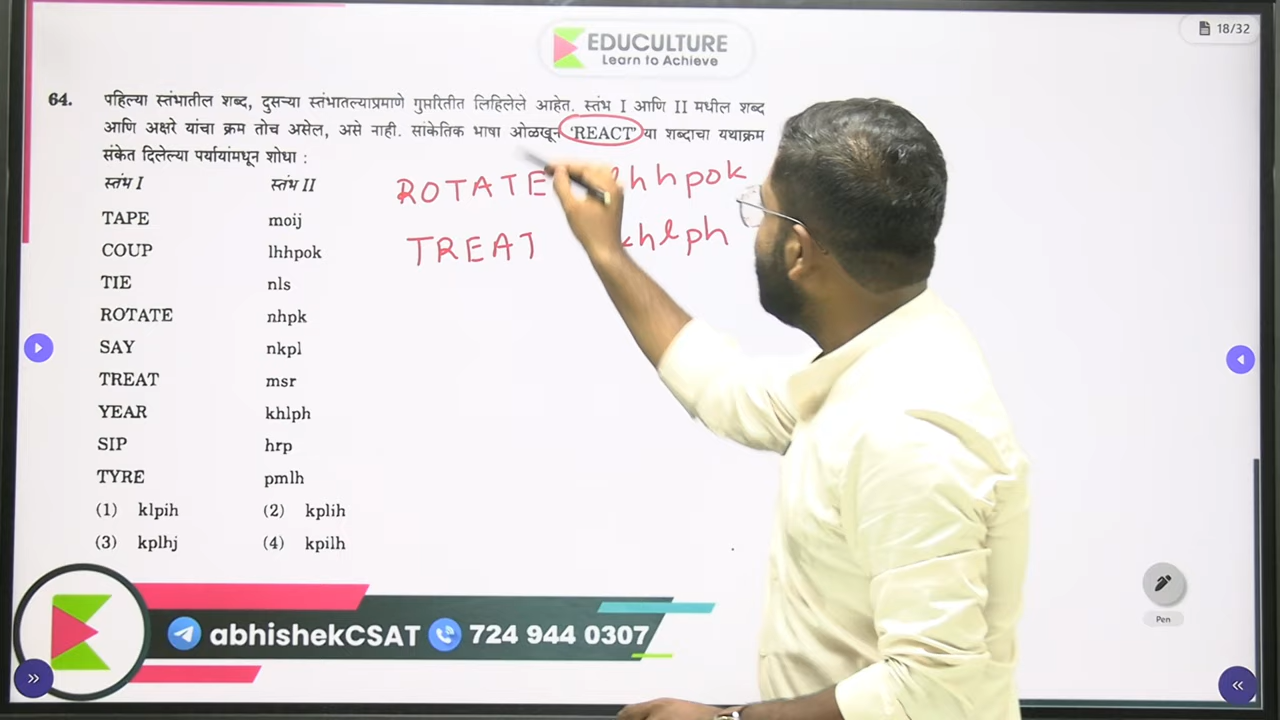 18/32
EDUCULTURE
Learn to Achieve
64. पहिल्या स्तंभातील शब्द, दुसऱ्या स्तंभातल्याप्रमाणे गुप्तरितीत लिहिलेले आहेत. स्तंभ I आणि II मधील शब्द
आणि अक्षरे यांचा क्रम तोच असेल, असे नाही. सांकेतिक भाषा ओळखून ‘REACT’ या शब्दाचा यथाक्रम
संकेत दिलेल्या पर्यायांमधून शोधा :
स्तंभ I स्तंभ II
ROTATE lhhpok
TAPE moij
TREAT khlph
COUP lhhpok
TIE nls
ROTATE nhpk
SAY nkpl
TREAT msr
YEAR khlph
SIP hrp
TYRE pmlh
(1) klpih (2) kplih
(3) kplhj (4) kpilh
abhishekCSAT 724 944 0307
Pen